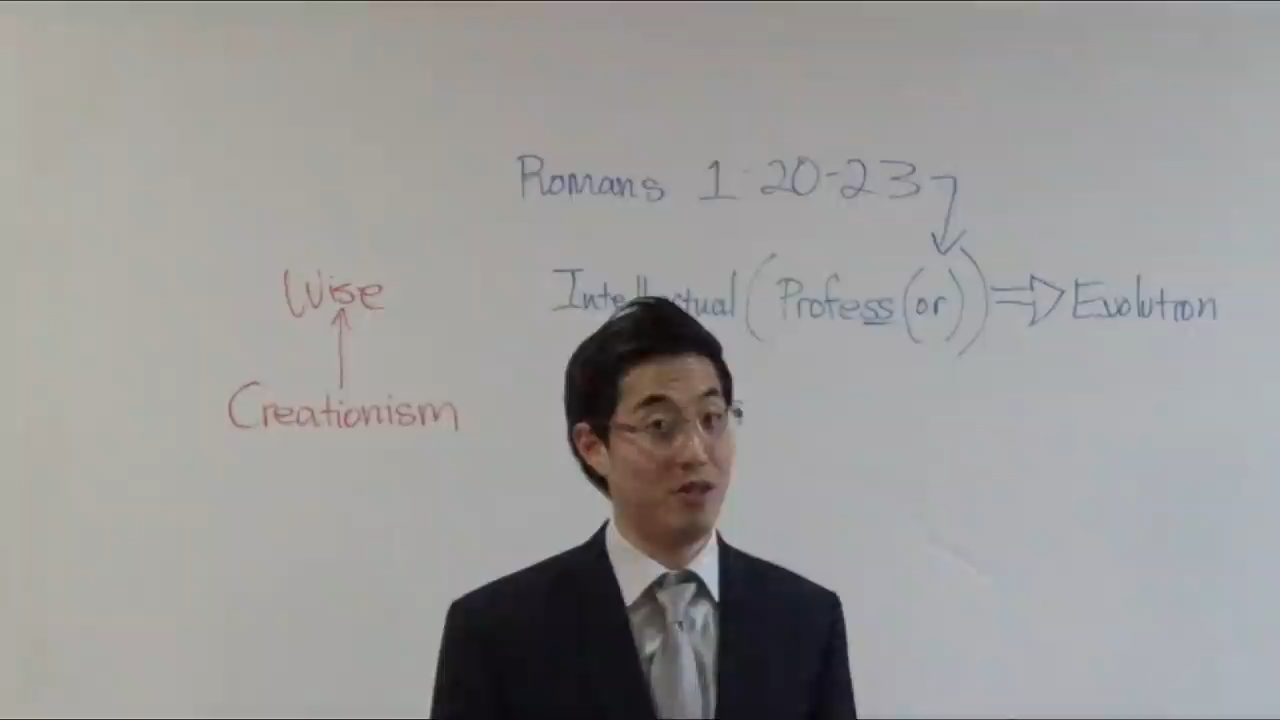 Romans 1:20-23
Intellectual (Profess(or)) ⇒ Evolution
Wise
↑
Creationism